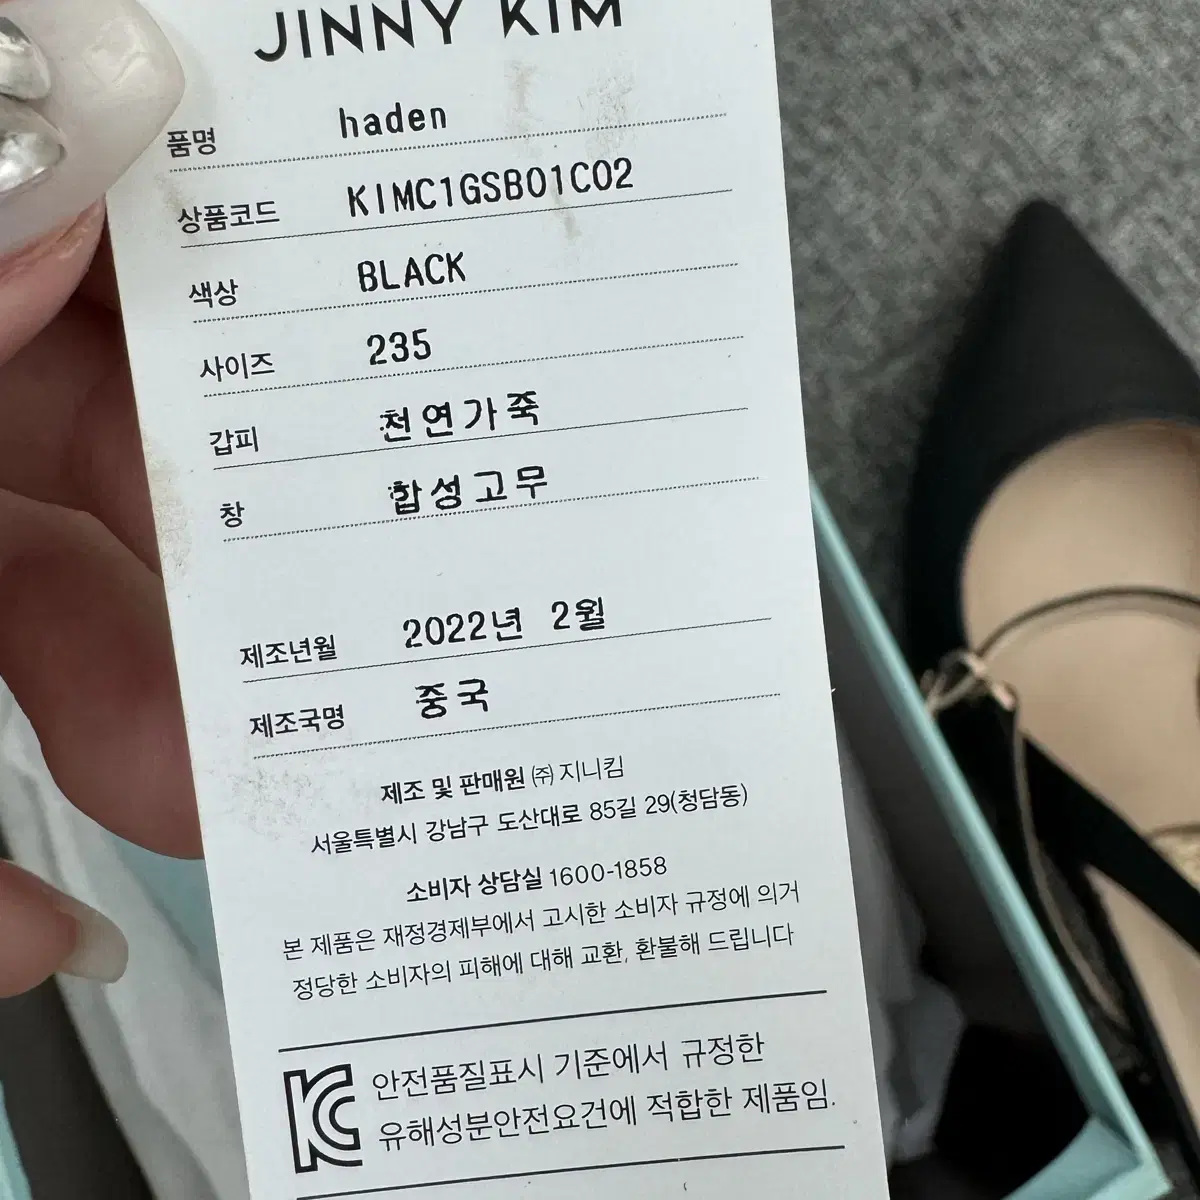 JINNY KIM
품명 haden
상품코드 KIMC1GSB01C02
색상 BLACK
사이즈 235
갑피 천연가죽
창 합성고무
제조년월 2022년 2월
제조국명 중국
제조 및 판매원 ㈜ 지니킴
서울특별시 강남구 도산대로 85길 29(청담동)
소비자 상담실 1600-1858
본 제품은 재정경제부에서 고시한 소비자 규정에 의거
정당한 소비자의 피해에 대해 교환, 환불해 드립니다
안전품질표시 기준에서 규정한
유해성분안전요건에 적합한 제품임.